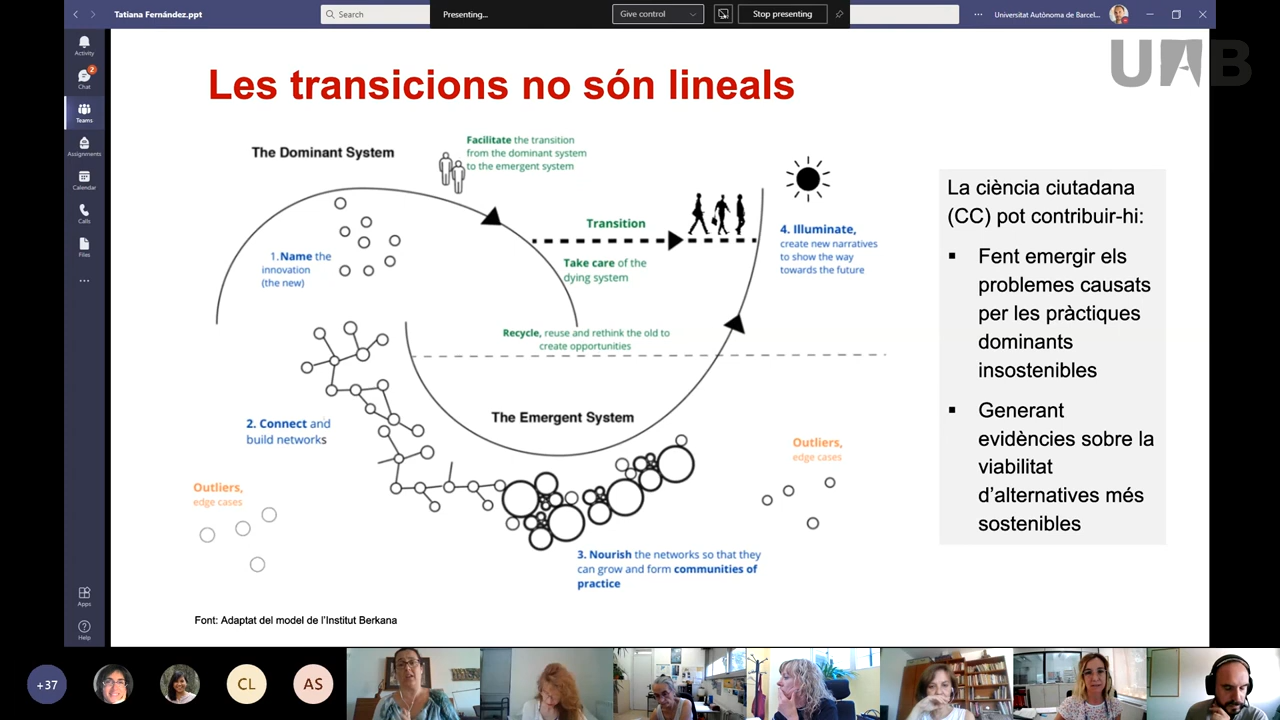 Tatiana Fernández.ppt
Search
Presenting...
Give control
Stop presenting
Universitat Autònoma de Barcel...
Activity
2
Chat
Teams
Assignments
Calendar
Calls
Files
Apps
Help
UAB
Les transicions no són lineals
The Dominant System
Facilitate the transition
from the dominant system
to the emergent system
1. Name the
innovation
(the new)
Transition
Take care of the
dying system
4. Illuminate,
create new narratives
to show the way
towards the future
Recycle, reuse and rethink the old to
create opportunities
The Emergent System
2. Connect and
build networks
Outliers,
edge cases
Outliers,
edge cases
3. Nourish the networks so that they
can grow and form communities of
practice
Font: Adaptat del model de l'Institut Berkana
La ciència ciutadana
(CC) pot contribuir-hi:
▪ Fent emergir els
problemes causats
per les pràctiques
dominants
insostenibles
▪ Generant
evidències sobre la
viabilitat
d'alternatives més
sostenibles
+37
CL
AS